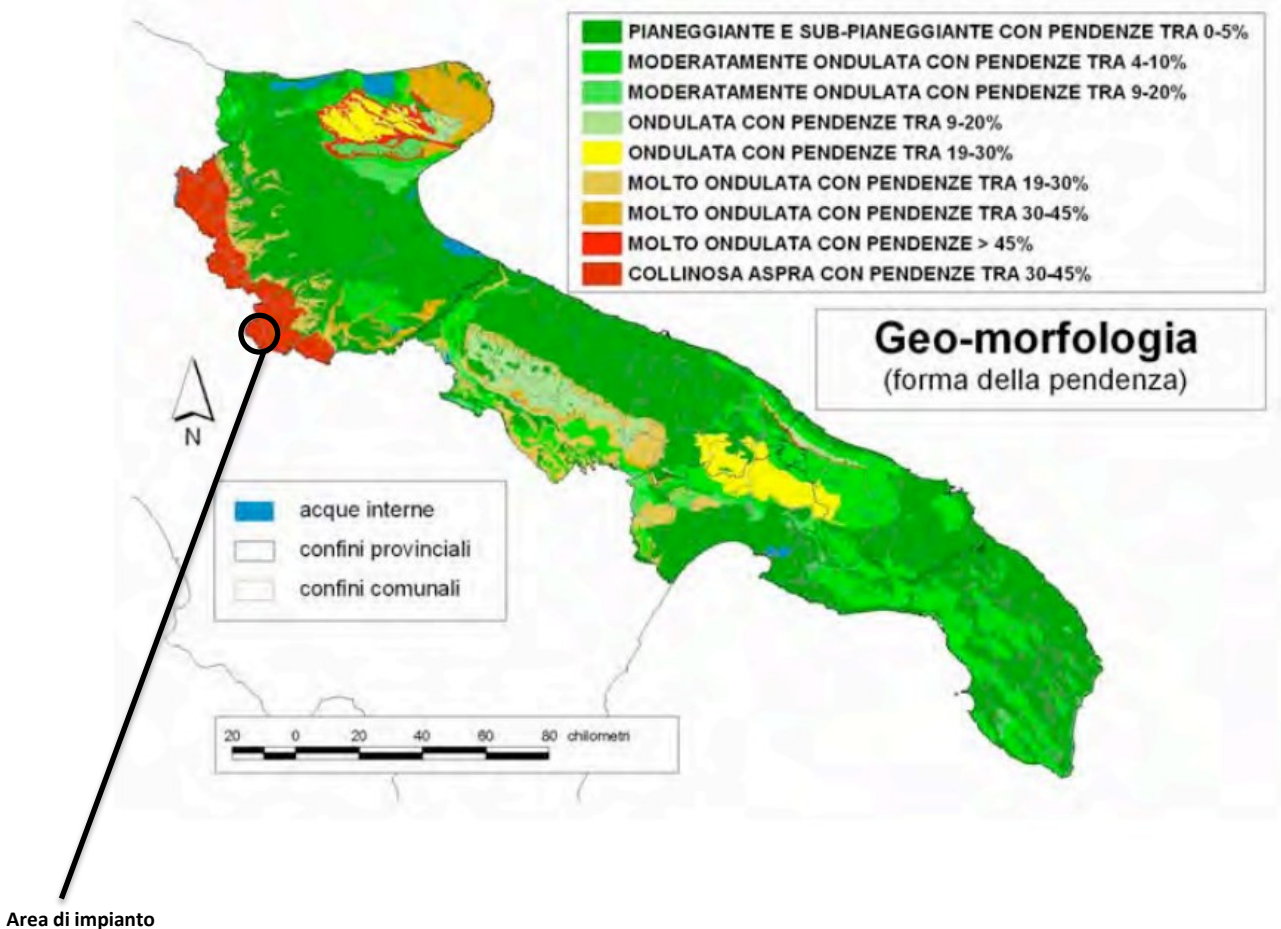 PIANEGGIANTE E SUB-PIANEGGIANTE CON PENDENZE TRA 0-5%
MODERATAMENTE ONDULATA CON PENDENZE TRA 4-10%
MODERATAMENTE ONDULATA CON PENDENZE TRA 9-20%
ONDULATA CON PENDENZE TRA 9-20%
ONDULATA CON PENDENZE TRA 19-30%
MOLTO ONDULATA CON PENDENZE TRA 19-30%
MOLTO ONDULATA CON PENDENZE TRA 30-45%
MOLTO ONDULATA CON PENDENZE > 45%
COLLINOSA ASPRA CON PENDENZE TRA 30-45%
Geo-morfologia
(forma della pendenza)
N
acque interne
confini provinciali
confini comunali
20 0 20 40 60 80 chilometri
Area di impianto